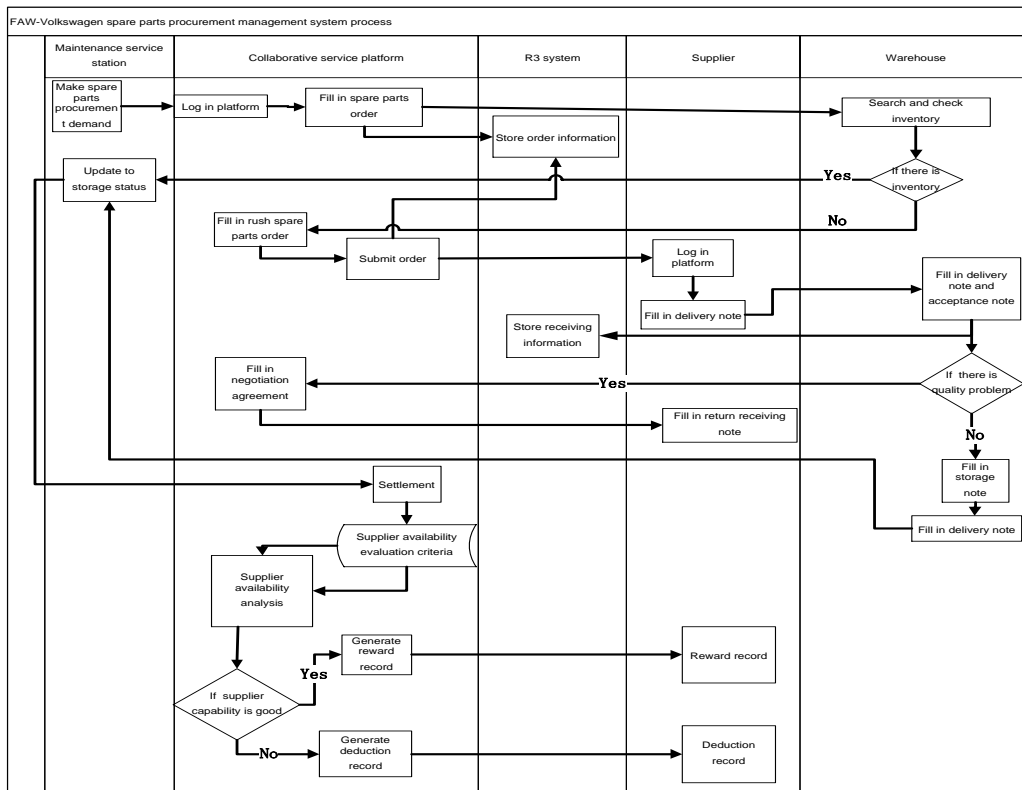 FAW-Volkswagen spare parts procurement management system process
Maintenance service
station
Collaborative service platform
R3 system
Supplier
Warehouse
Make spare
parts
procuremen
t demand
Log in platform
Fill in spare parts
order
Search and check
inventory
Store order information
Update to
storage status
Yes
If there is
inventory
No
Fill in rush spare
parts order
Submit order
Log in
platform
Fill in delivery
note and
acceptance note
Fill in delivery note
Store receiving
information
Fill in
negotiation
agreement
Yes
If there is
quality problem
Fill in return receiving
note
No
Fill in
storage
note
Settlement
Fill in delivery note
Supplier availability
evaluation criteria
Supplier
availability
analysis
Generate
reward
record
Reward record
Yes
If supplier
capability is good
No
Generate
deduction
record
Deduction
record